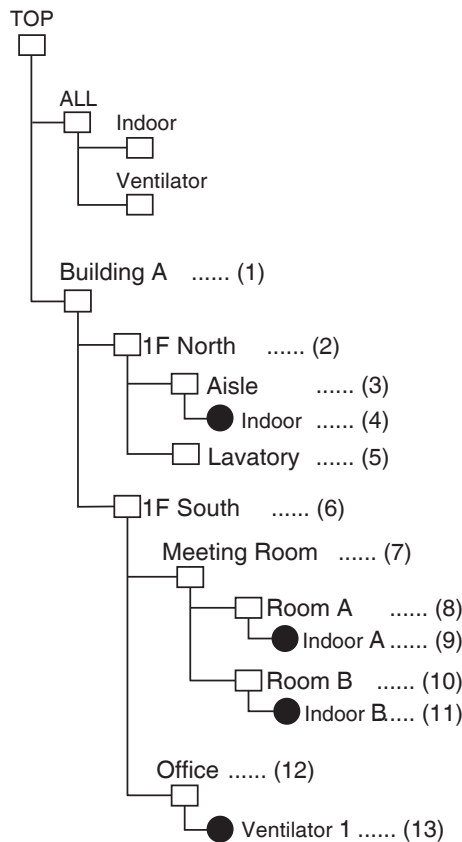 TOP
ALL
Indoor
Ventilator
Building A ...... (1)
1F North ...... (2)
Aisle ...... (3)
Indoor ...... (4)
Lavatory ...... (5)
1F South ...... (6)
Meeting Room ...... (7)
Room A ...... (8)
Indoor A ...... (9)
Room B ...... (10)
Indoor B..... (11)
Office ...... (12)
Ventilator 1 ...... (13)